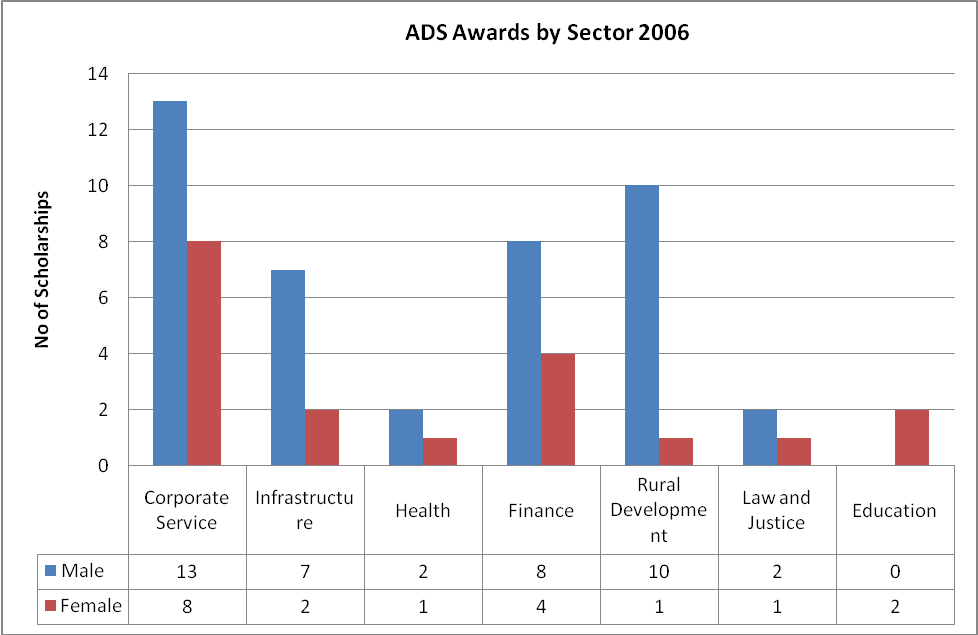 ADS Awards by Sector 2006
No of Scholarships
14
12
10
8
6
4
2
0
Corporate
Service
Infrastructu
re
Health
Finance
Rural
Developme
nt
Law and
Justice
Education
Male 13 7 2 8 10 2 0
Female 8 2 1 4 1 1 2